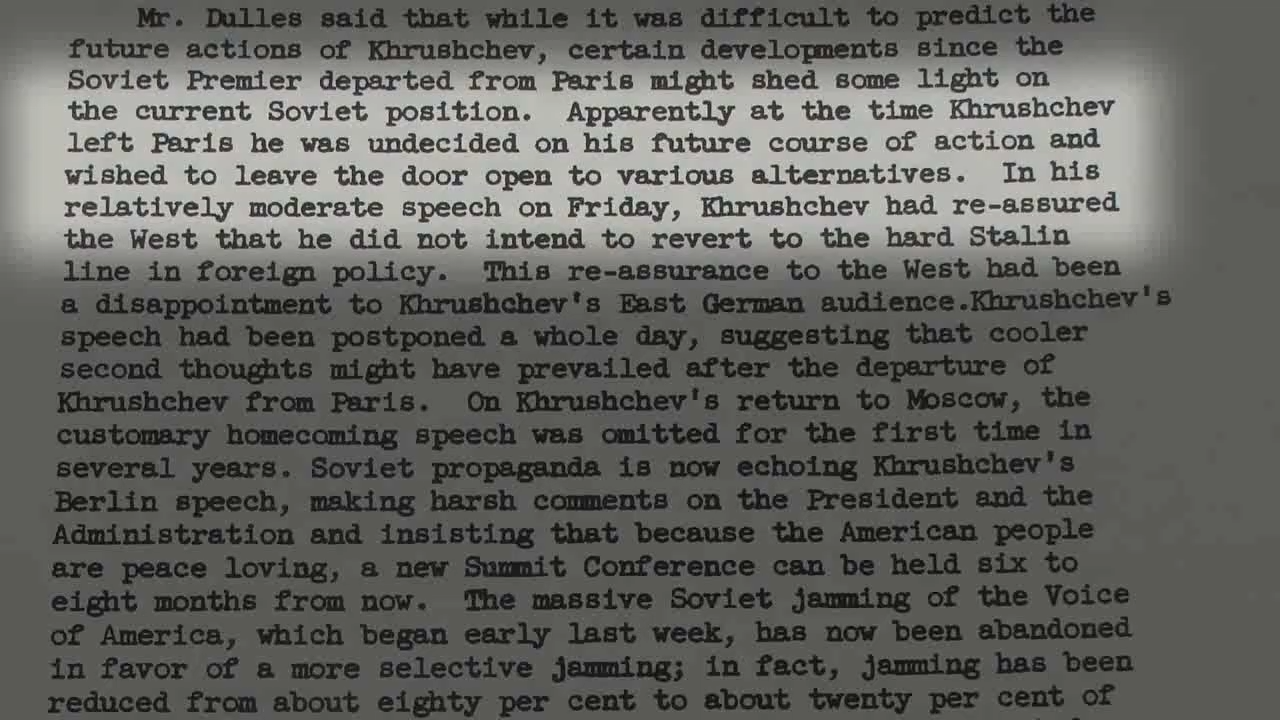 Mr. Dulles said that while it was difficult to predict the
future actions of Khrushchev, certain developments since the
Soviet Premier departed from Paris might shed some light on
the current Soviet position. Apparently at the time Khrushchev
left Paris he was undecided on his future course of action and
wished to leave the door open to various alternatives. In his
relatively moderate speech on Friday, Khrushchev had re-assured
the West that he did not intend to revert to the hard Stalin
line in foreign policy. This re-assurance to the West had been
a disappointment to Khrushchev's East German audience.Khrushchev's
speech had been postponed a whole day, suggesting that cooler
second thoughts might have prevailed after the departure of
Khrushchev from Paris. On Khrushchev's return to Moscow, the
customary homecoming speech was omitted for the first time in
several years. Soviet propaganda is now echoing Khrushchev's
Berlin speech, making harsh comments on the President and the
Administration and insisting that because the American people
are peace loving, a new Summit Conference can be held six to
eight months from now. The massive Soviet jamming of the Voice
of America, which began early last week, has now been abandoned
in favor of a more selective jamming; in fact, jamming has been
reduced from about eighty per cent to about twenty per cent of